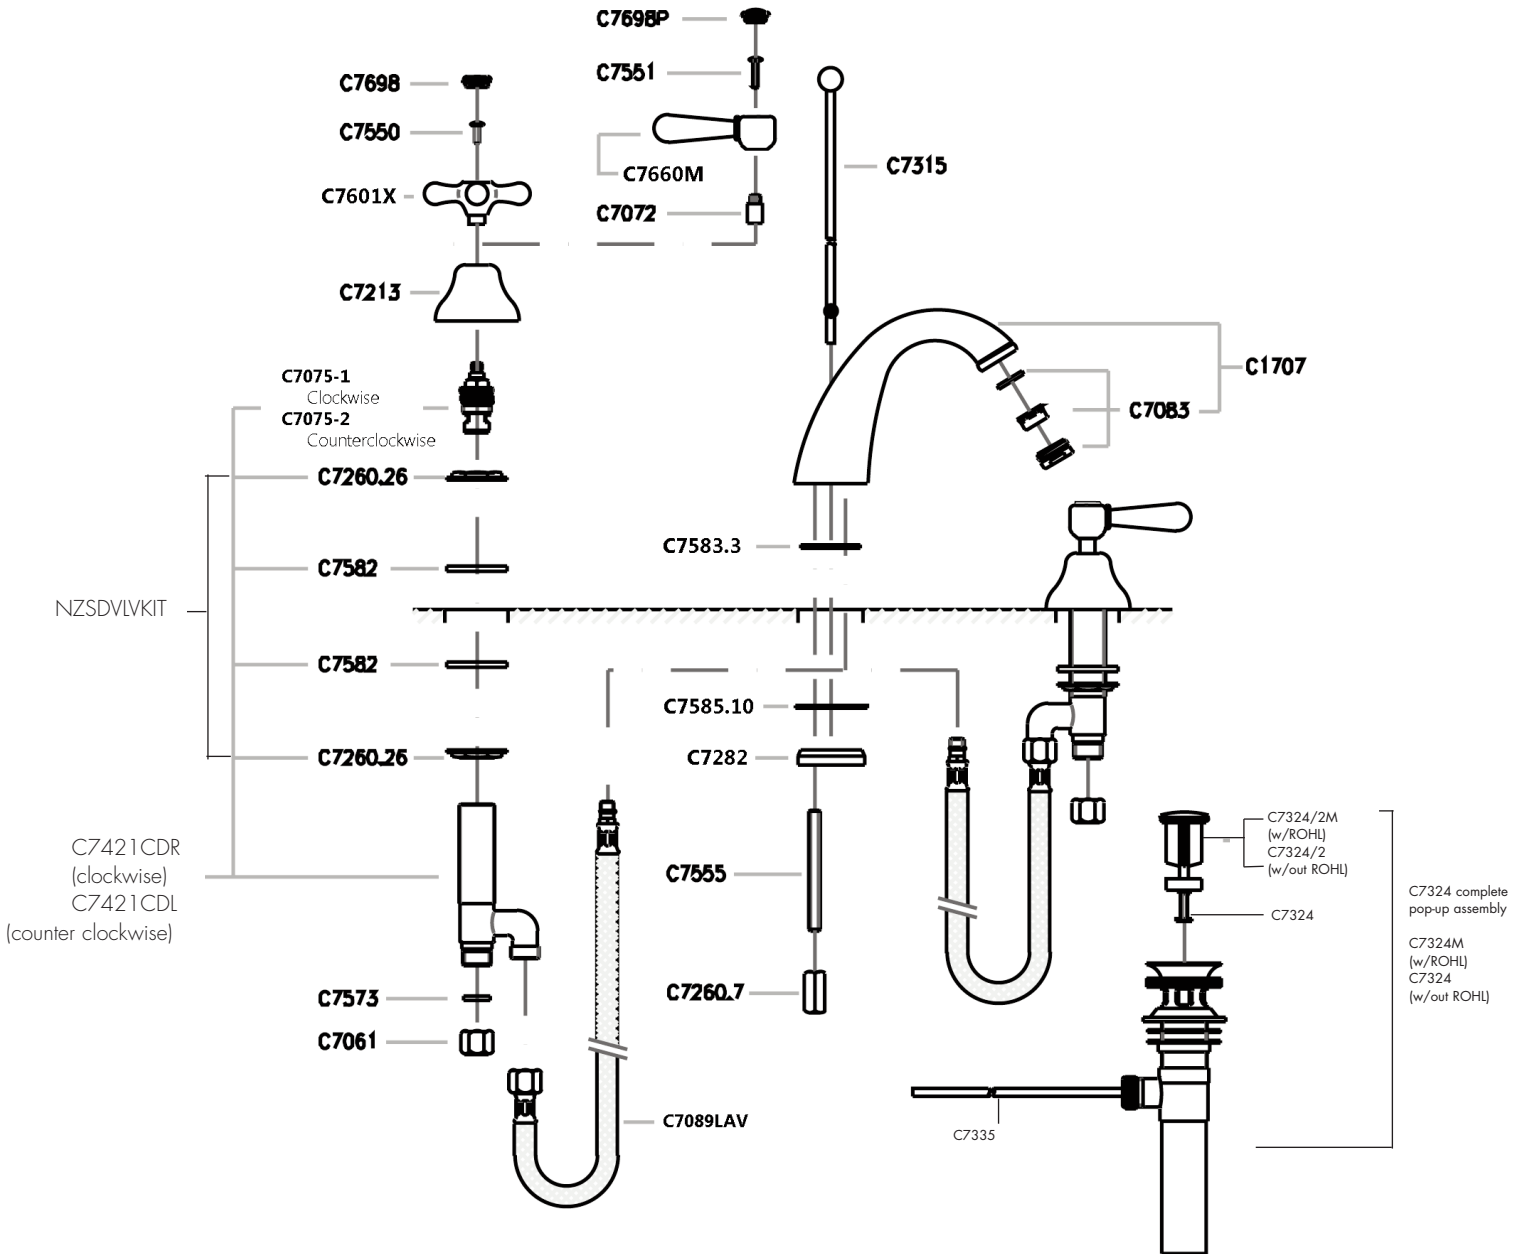 C7698P
C7551
C7698
C7550
C7660M
C7315
C7601X
C7072
C7213
C1707
C7075-1
Clockwise
C7075-2
Counterclockwise
C7083
C7260.26
C7583.3
C7582
NZSDVLVKIT
C7582
C7585.10
C7260.26
C7282
C7421CDR
(clockwise)
C7421CDL
(counter clockwise)
C7555
C7324/2M
(w/ROHL)
C7324/2
(w/out ROHL)
C7324
C7324 complete
pop-up assembly
C7324M
(w/ROHL)
C7324
(w/out ROHL)
C7573
C7260.7
C7061
C7089LAV
C7335